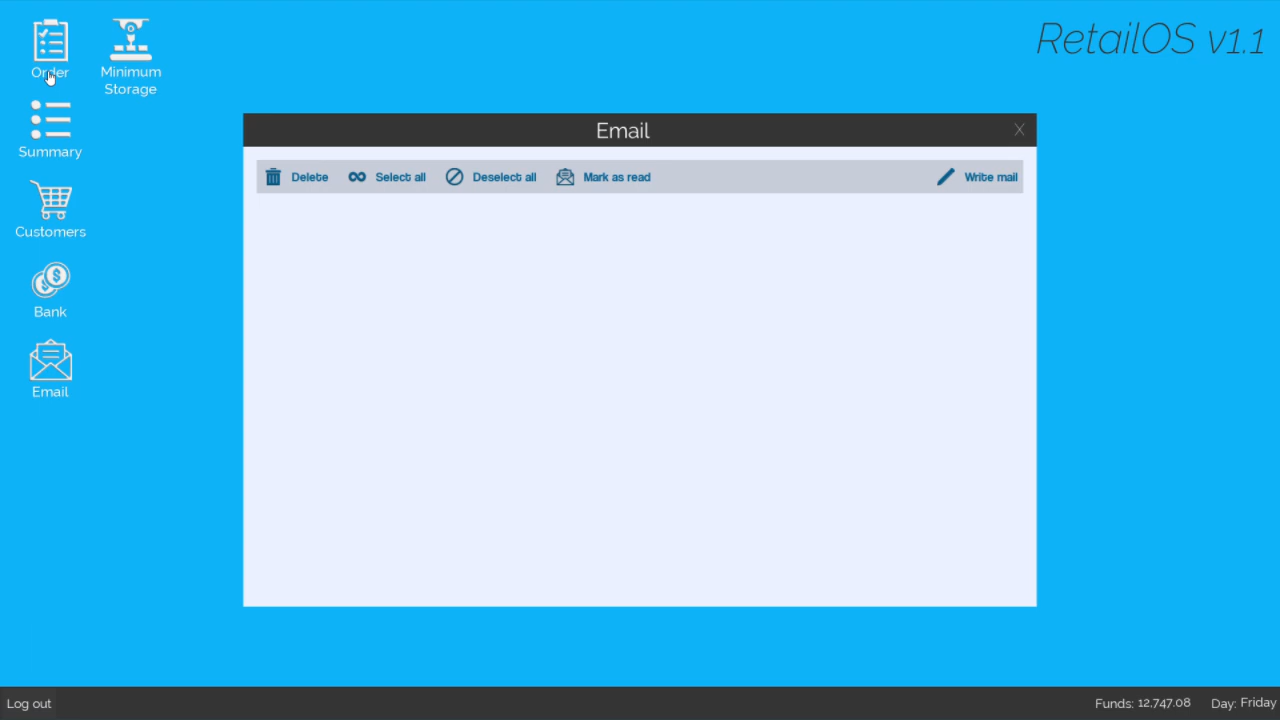 RetailOS v1.1
Order
Minimum
Storage
Summary
Customers
Bank
Email
Email
X
Delete
Select all
Deselect all
Mark as read
Write mail
Log out
Funds: 12,747.08
Day: Friday